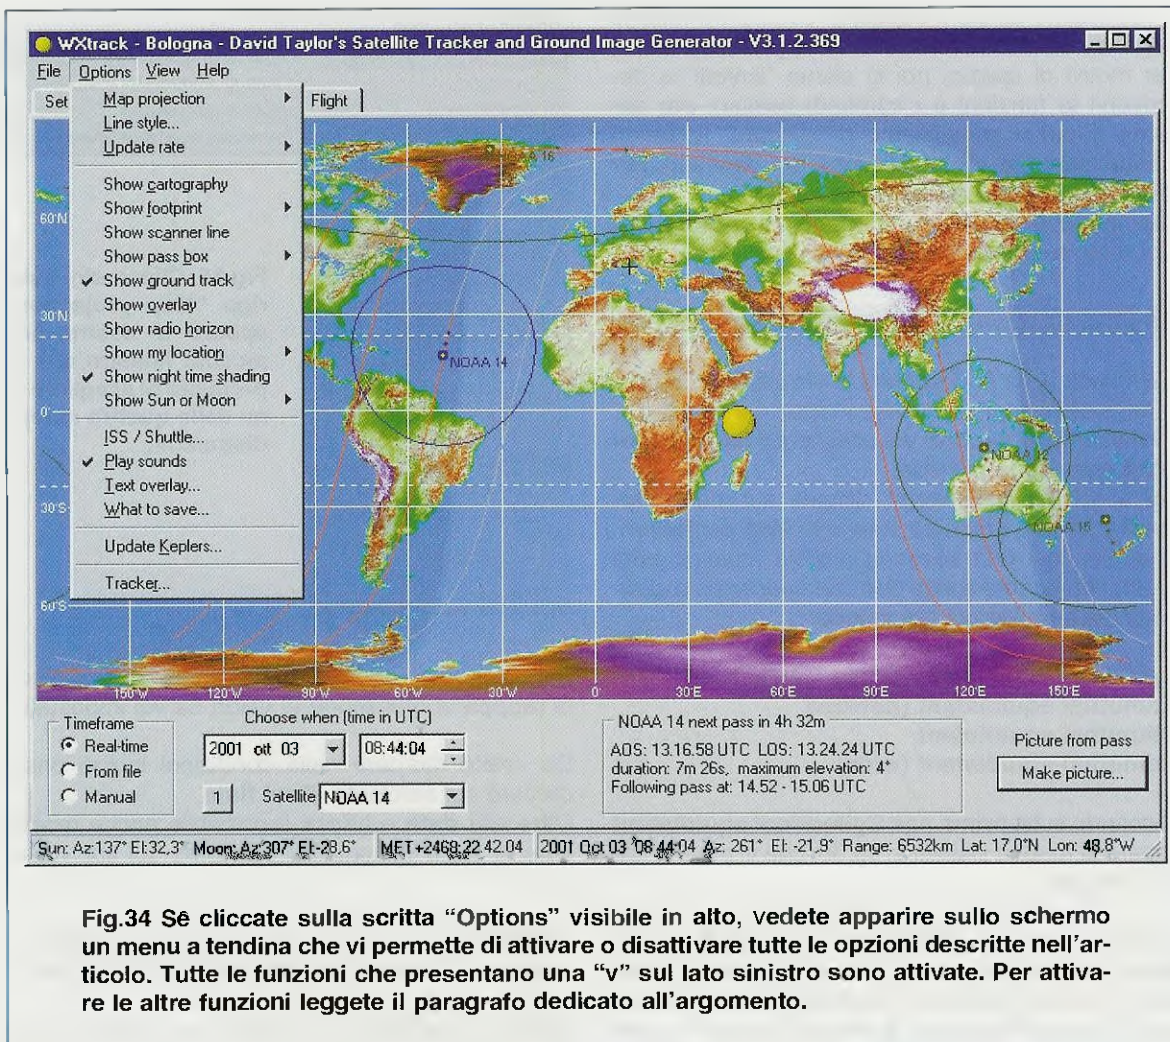 WXtrack - Bologna - David Taylor's Satellite Tracker and Ground Image Generator - V3.1.2.369
File Options View Help
Set Flight
Map projection
Line style...
Update rate
Show cartography
Show footprint
Show scanner line
Show pass box
Show ground track
Show overlay
Show radio horizon
Show my location
Show night time shading
Show Sun or Moon
ISS / Shuttle...
Play sounds
Text overlay...
What to save...
Update Keplers...
Tracker...
NOAA 16
60°N
30°N
NOAA 14
0°
NOAA 12
30°S
NOAA 15
60°S
150°W 120°W 90°W 60°W 30°W 0° 30°E 60°E 90°E 120°E 150°E
Timeframe
Real-time
From file
Manual
Choose when (time in UTC)
2001 ott 03 08:44:04
1 Satellite NOAA 14
NOAA 14 next pass in 4h 32m
AOS: 13.16.58 UTC LOS: 13.24.24 UTC
duration: 7m 26s, maximum elevation: 4°
Following pass at: 14.52 - 15.06 UTC
Picture from pass
Make picture...
Sun: Az:137° El:32,3° Moon: Az:307° El:-28,6° MET+2468:22.42.04 2001 Oct 03 08:44:04 Az: 261° El: -21,9° Range: 6532km Lat: 17,0°N Lon: 48,8°W
Fig.34 Se cliccate sulla scritta “Options” visibile in alto, vedete apparire sullo schermo
un menu a tendina che vi permette di attivare o disattivare tutte le opzioni descritte nell'ar-
ticolo. Tutte le funzioni che presentano una “v” sul lato sinistro sono attivate. Per attiva-
re le altre funzioni leggete il paragrafo dedicato all'argomento.